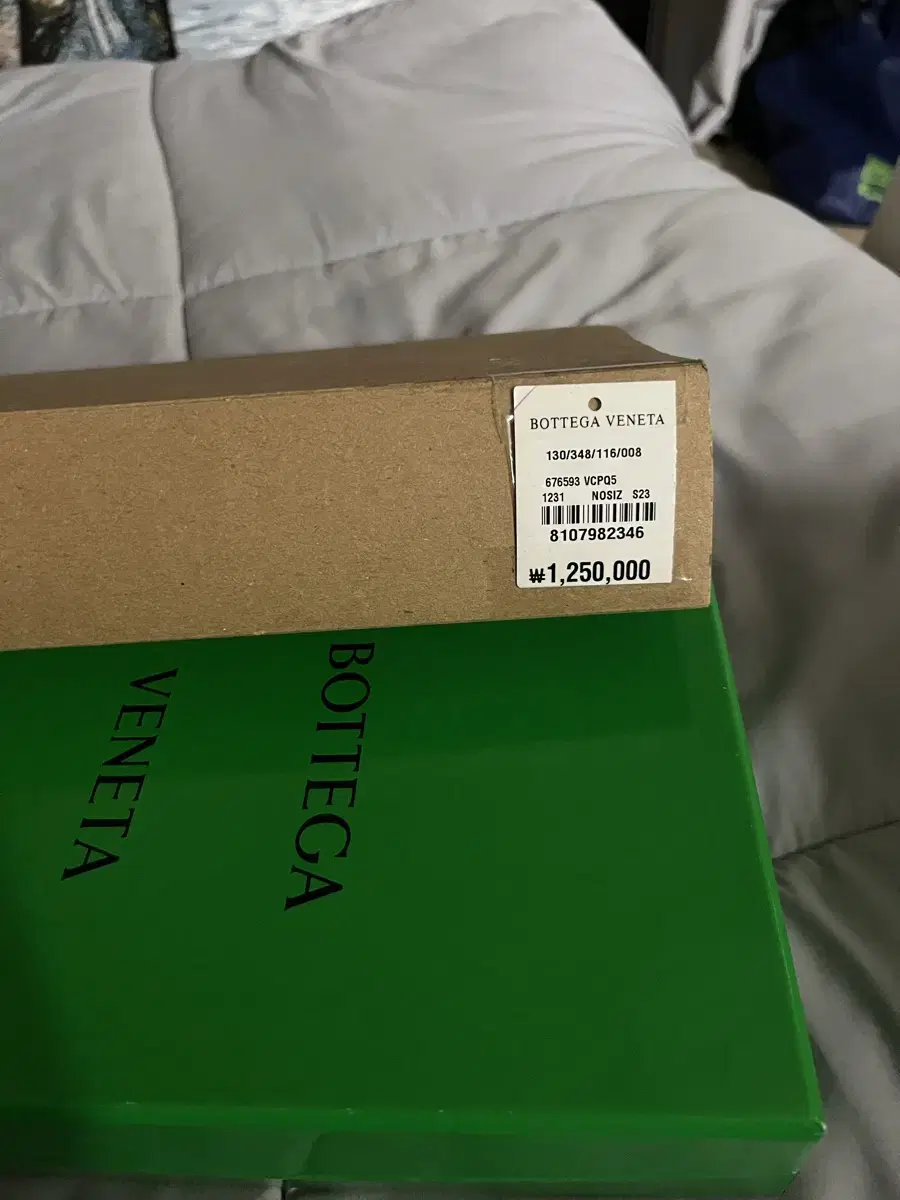 BOTTEGA VENETA
130/348/116/008
676593 VCPQ5
1231 NOSIZ S23
8107982346
₩1,250,000
BOTTEGA
VENETA